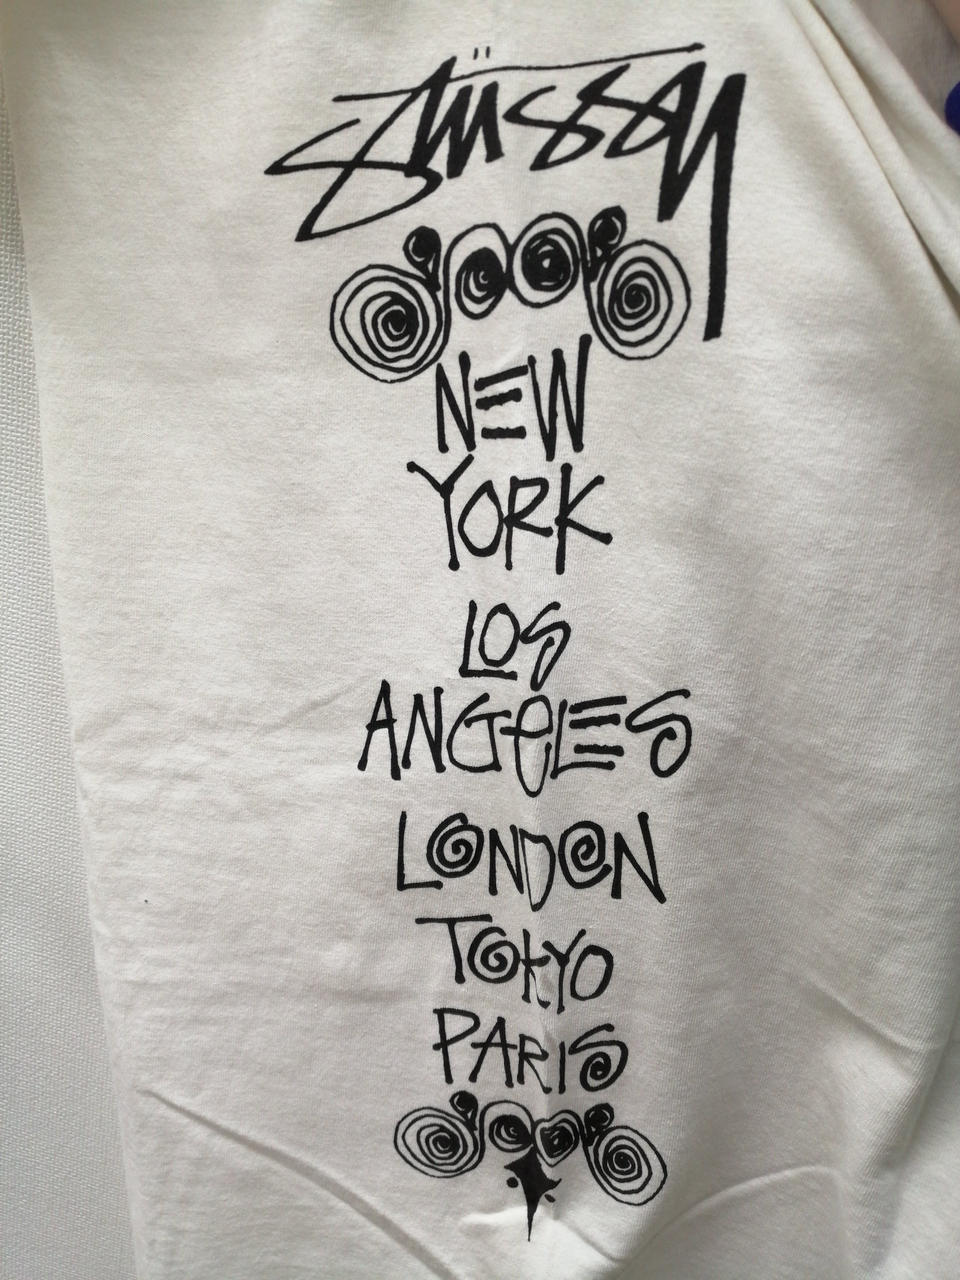 Stüssy
NEW
YORK
LOS
ANGELES
LONDON
TOKYO
PARIS